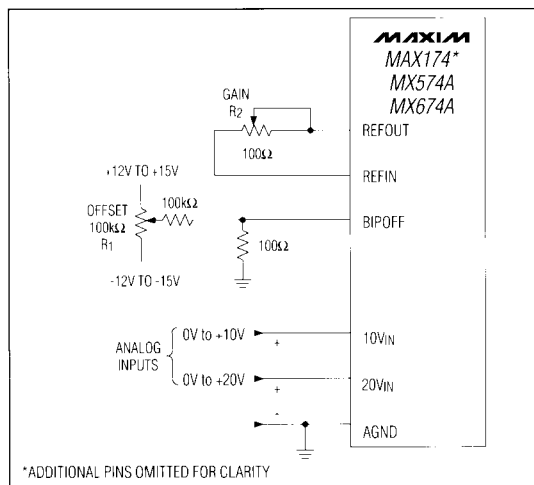 MAXIM
MAX174*
MX574A
MX674A
GAIN
R2
100Ω
REFOUT
REFIN
+12V TO +15V
OFFSET
100kΩ
R1
100kΩ
-12V TO -15V
BIPOFF
100Ω
ANALOG
INPUTS
0V to +10V
+
10VIN
0V to +20V
+
20VIN
-
AGND
*ADDITIONAL PINS OMITTED FOR CLARITY